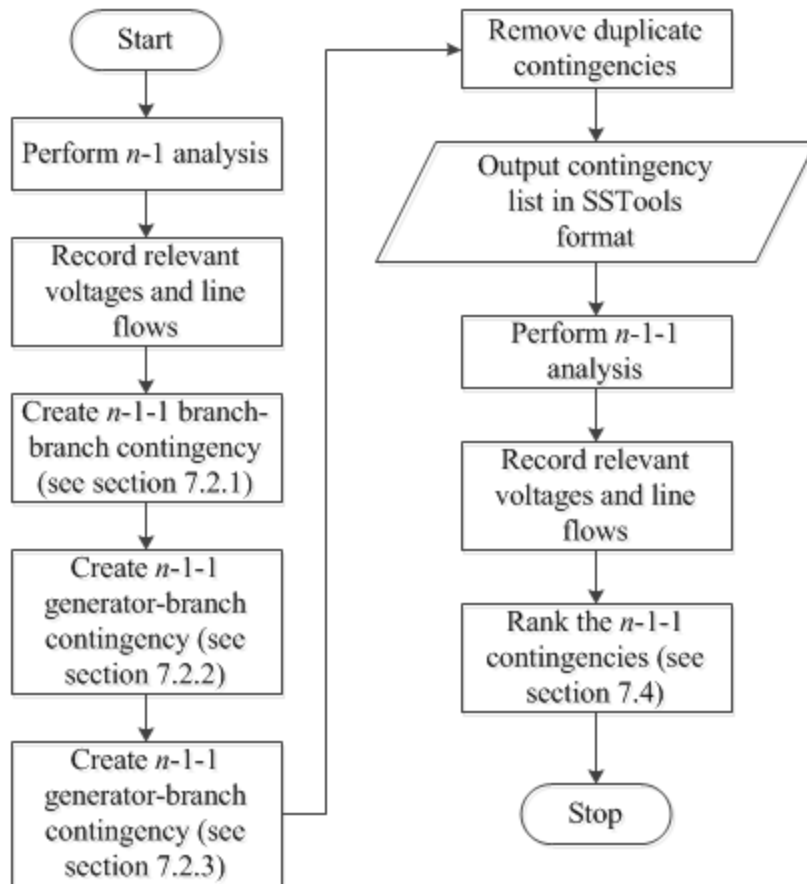 Start
Perform n-1 analysis
Record relevant
voltages and line
flows
Create n-1-1 branch-
branch contingency
(see section 7.2.1)
Create n-1-1
generator-branch
contingency (see
section 7.2.2)
Create n-1-1
generator-branch
contingency (see
section 7.2.3)
Remove duplicate
contingencies
Output contingency
list in SSTools
format
Perform n-1-1
analysis
Record relevant
voltages and line
flows
Rank the n-1-1
contingencies (see
section 7.4)
Stop